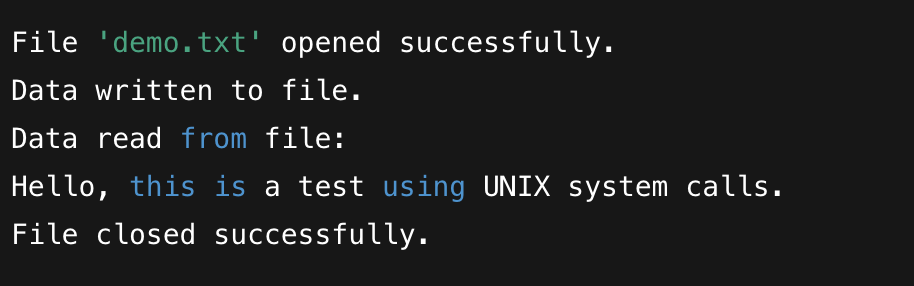 File 'demo.txt' opened successfully.
Data written to file.
Data read from file:
Hello, this is a test using UNIX system calls.
File closed successfully.